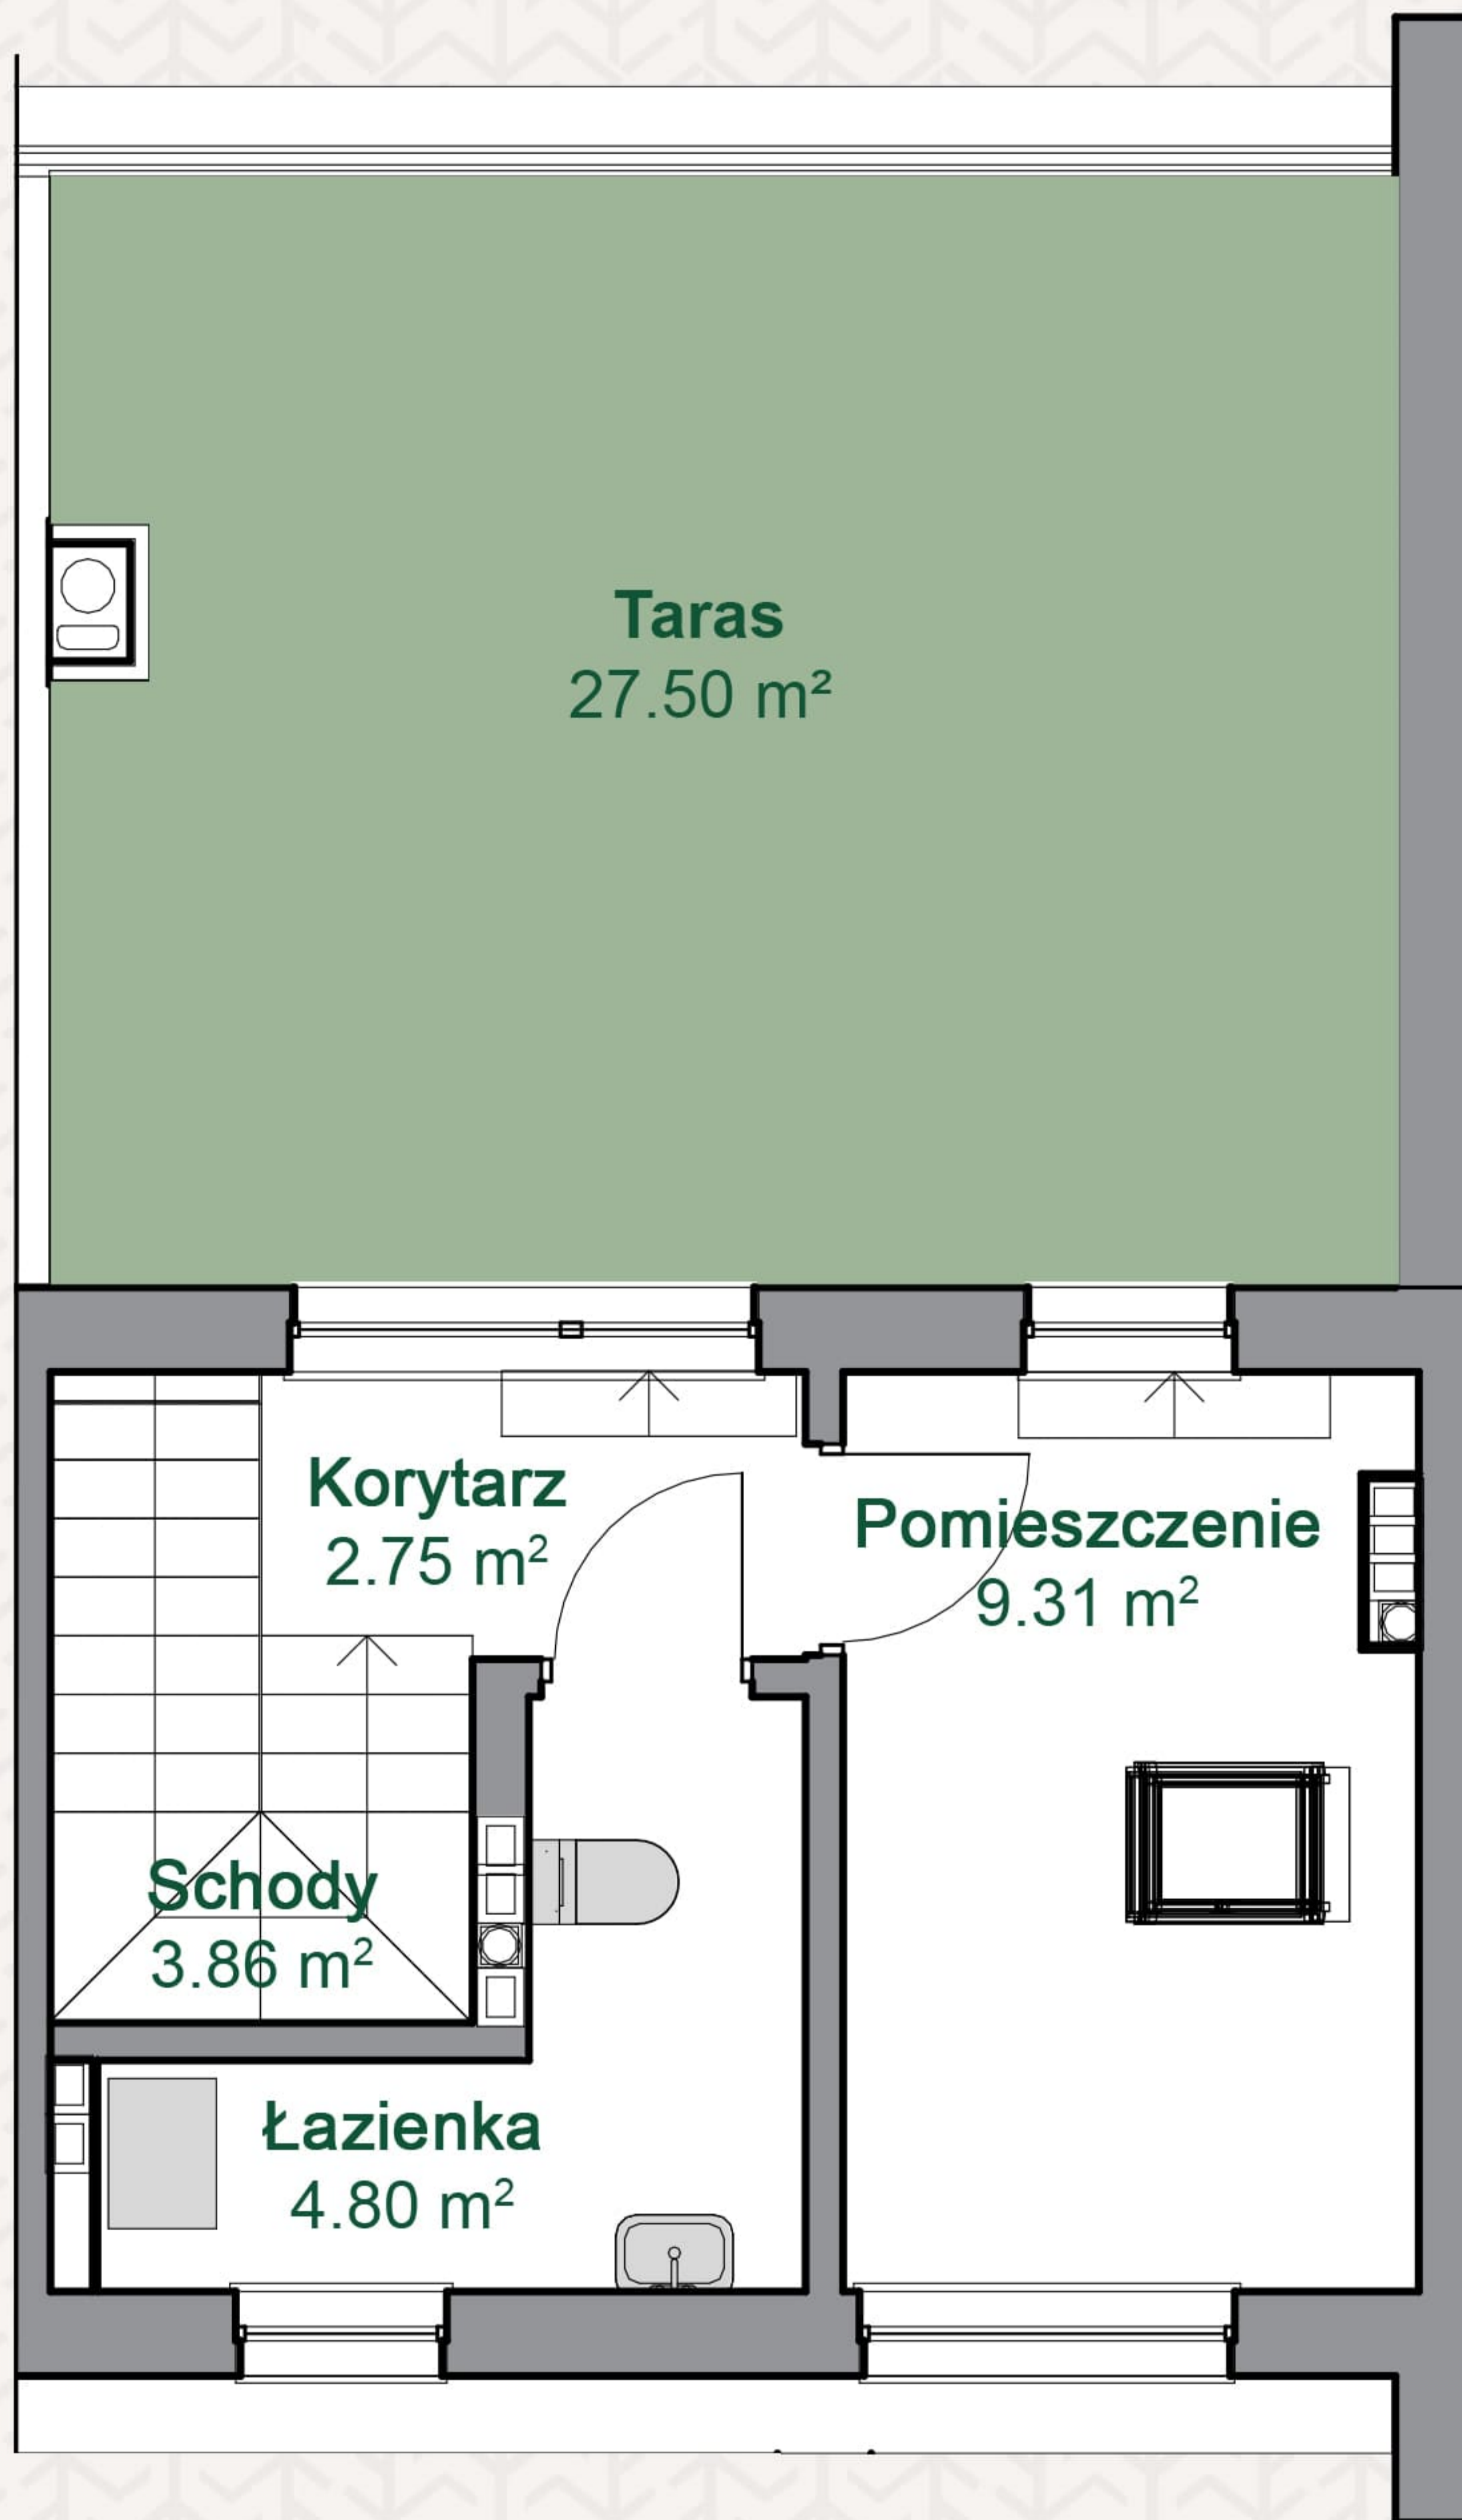 Taras
27.50 m²
Korytarz
2.75 m²
Pomieszczenie
9.31 m²
Schody
3.86 m²
Łazienka
4.80 m²